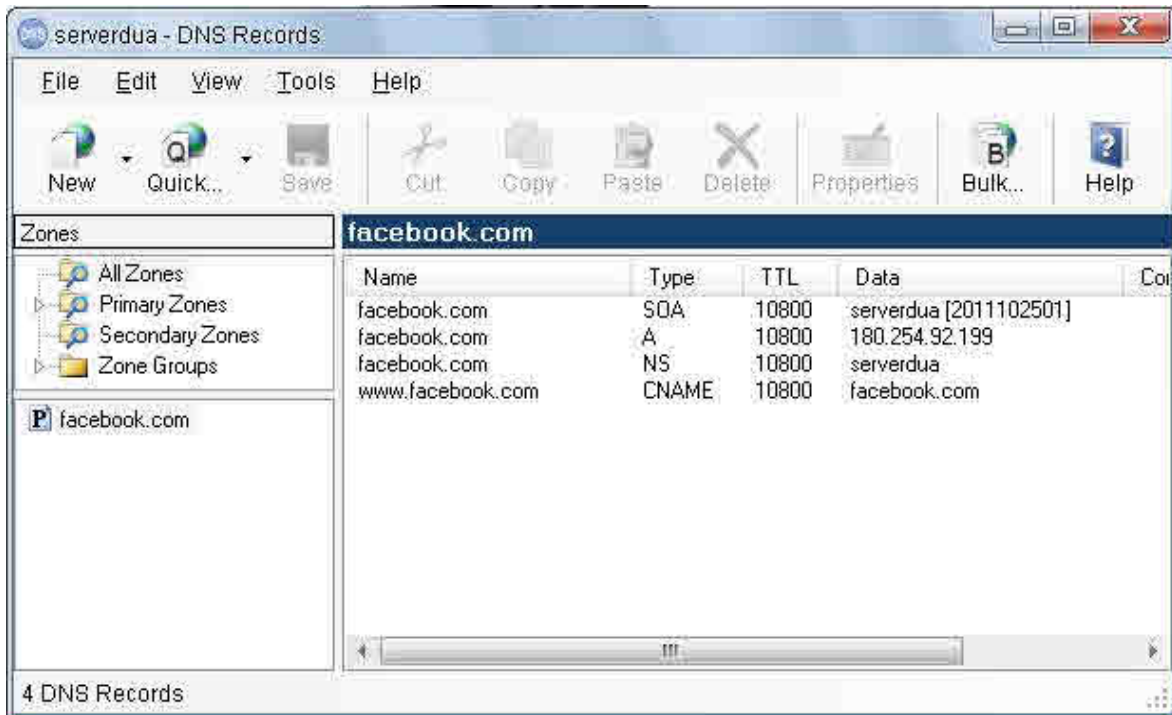 serverdua - DNS Records
File Edit View Tools Help
New Quick... Save Cut Copy Paste Delete Properties Bulk... Help
Zones
All Zones
Primary Zones
Secondary Zones
Zone Groups
facebook.com
facebook.com
Name Type TTL Data
facebook.com SOA 10800 serverdua [2011102501]
facebook.com A 10800 180.254.92.199
facebook.com NS 10800 serverdua
www.facebook.com CNAME 10800 facebook.com
4 DNS Records